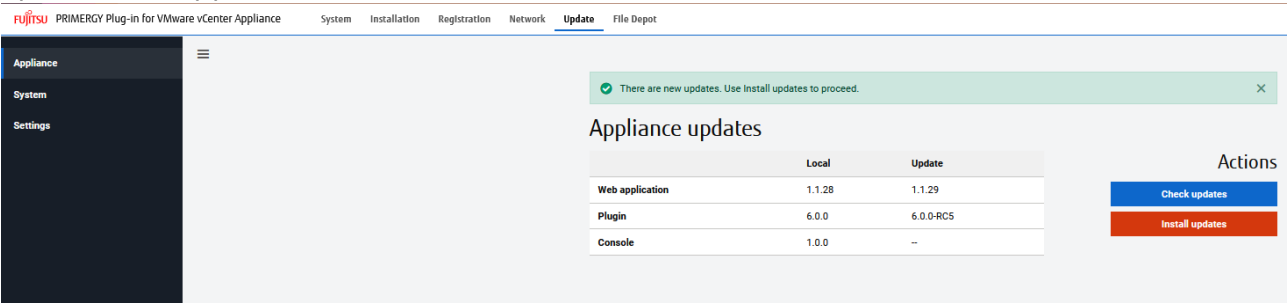 FUJITSU PRIMERGY Plug-in for VMware vCenter Appliance System Installation Registration Network Update File Depot
Appliance
System
Settings
There are new updates. Use Install updates to proceed.
Appliance updates
Local Update
Web application 1.1.28 1.1.29
Plugin 6.0.0 6.0.0-RC5
Console 1.0.0 --
Actions
Check updates
Install updates